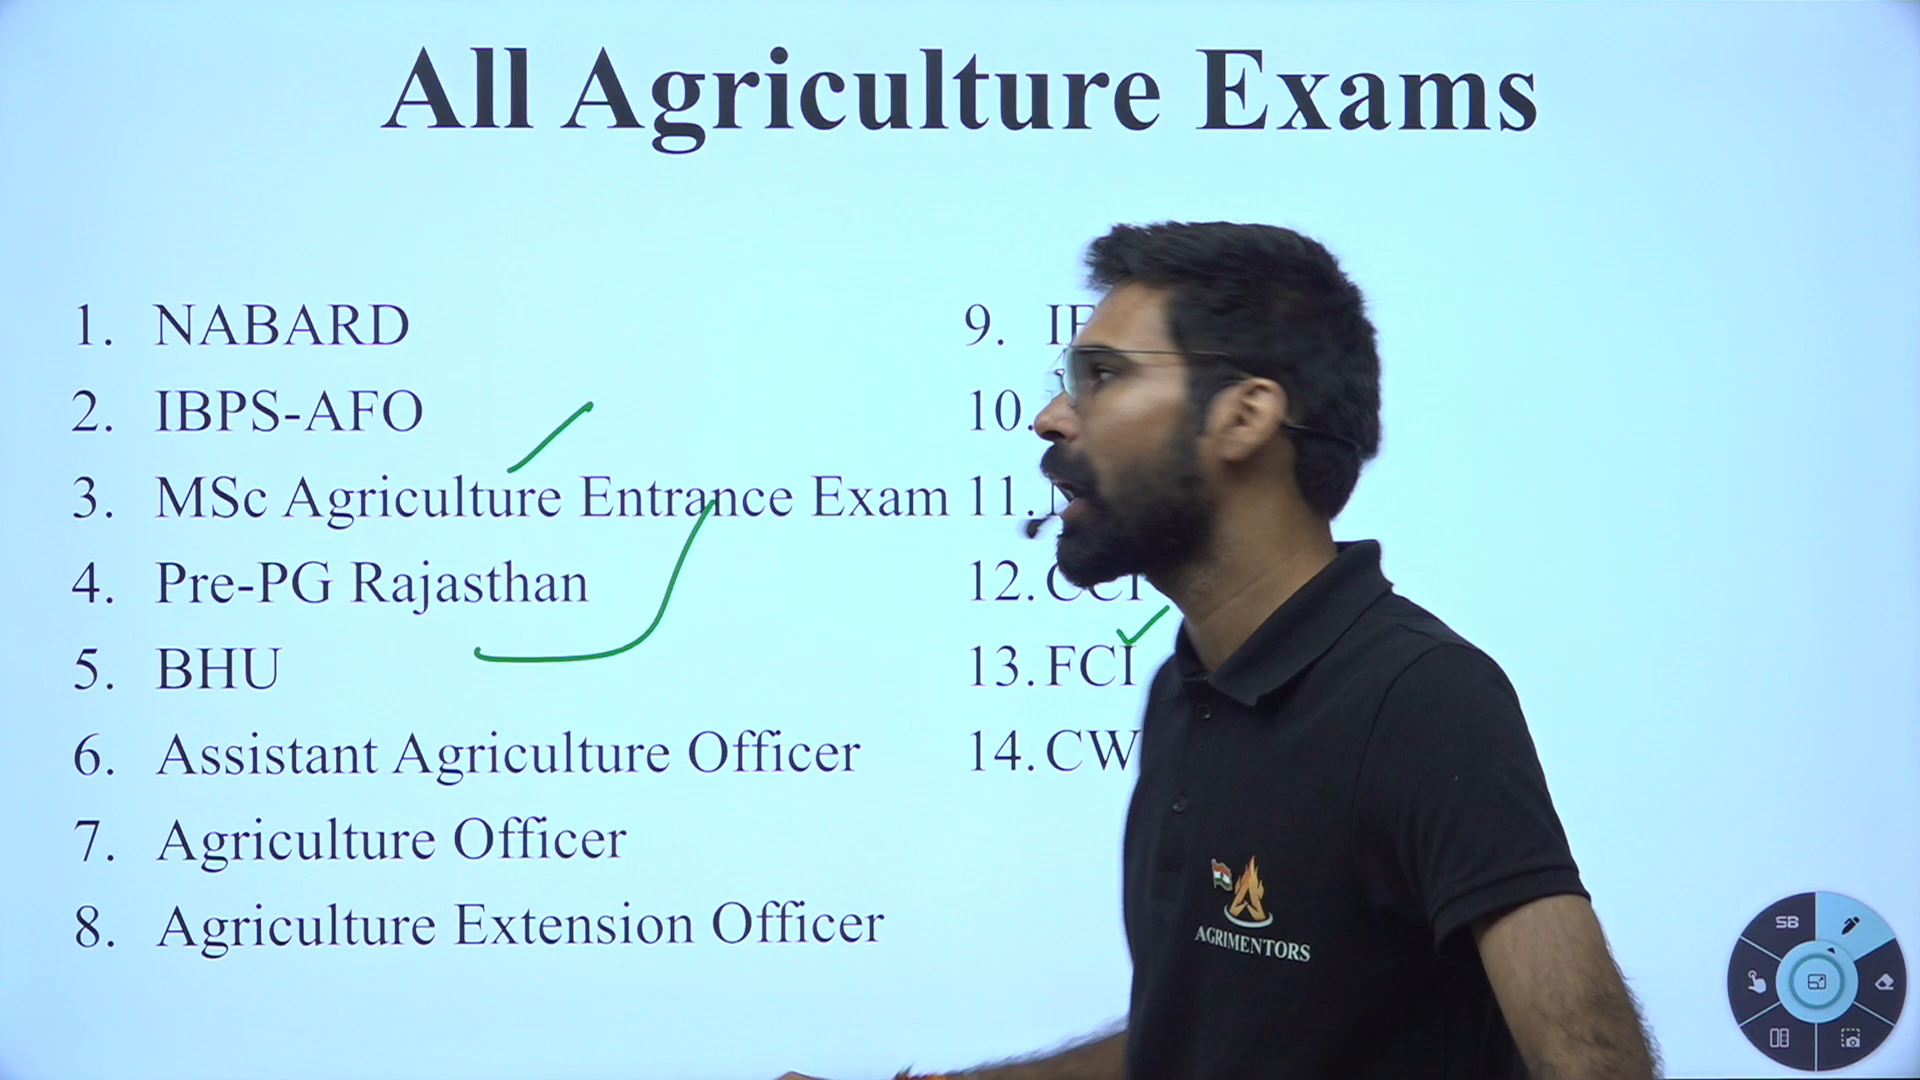 All Agriculture Exams
1. NABARD
2. IBPS-AFO
3. MSc Agriculture Entrance Exam
4. Pre-PG Rajasthan
5. BHU
6. Assistant Agriculture Officer
7. Agriculture Officer
8. Agriculture Extension Officer
9.
10.
11.
12.
13. FCI
14. CW
AGRIMENTORS
SB